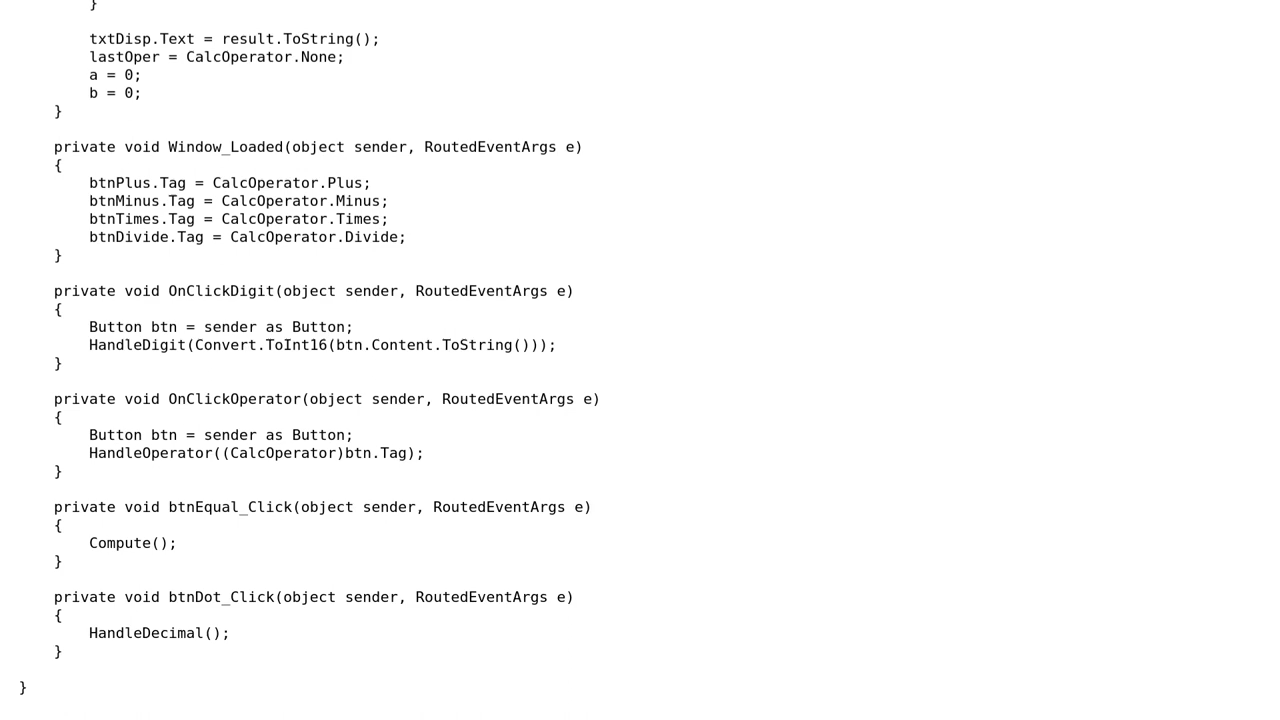 }
txtDisp.Text = result.ToString();
lastOper = CalcOperator.None;
a = 0;
b = 0;
}
private void Window_Loaded(object sender, RoutedEventArgs e)
{
btnPlus.Tag = CalcOperator.Plus;
btnMinus.Tag = CalcOperator.Minus;
btnTimes.Tag = CalcOperator.Times;
btnDivide.Tag = CalcOperator.Divide;
}
private void OnClickDigit(object sender, RoutedEventArgs e)
{
Button btn = sender as Button;
HandleDigit(Convert.ToInt16(btn.Content.ToString()));
}
private void OnClickOperator(object sender, RoutedEventArgs e)
{
Button btn = sender as Button;
HandleOperator((CalcOperator)btn.Tag);
}
private void btnEqual_Click(object sender, RoutedEventArgs e)
{
Compute();
}
private void btnDot_Click(object sender, RoutedEventArgs e)
{
HandleDecimal();
}
}